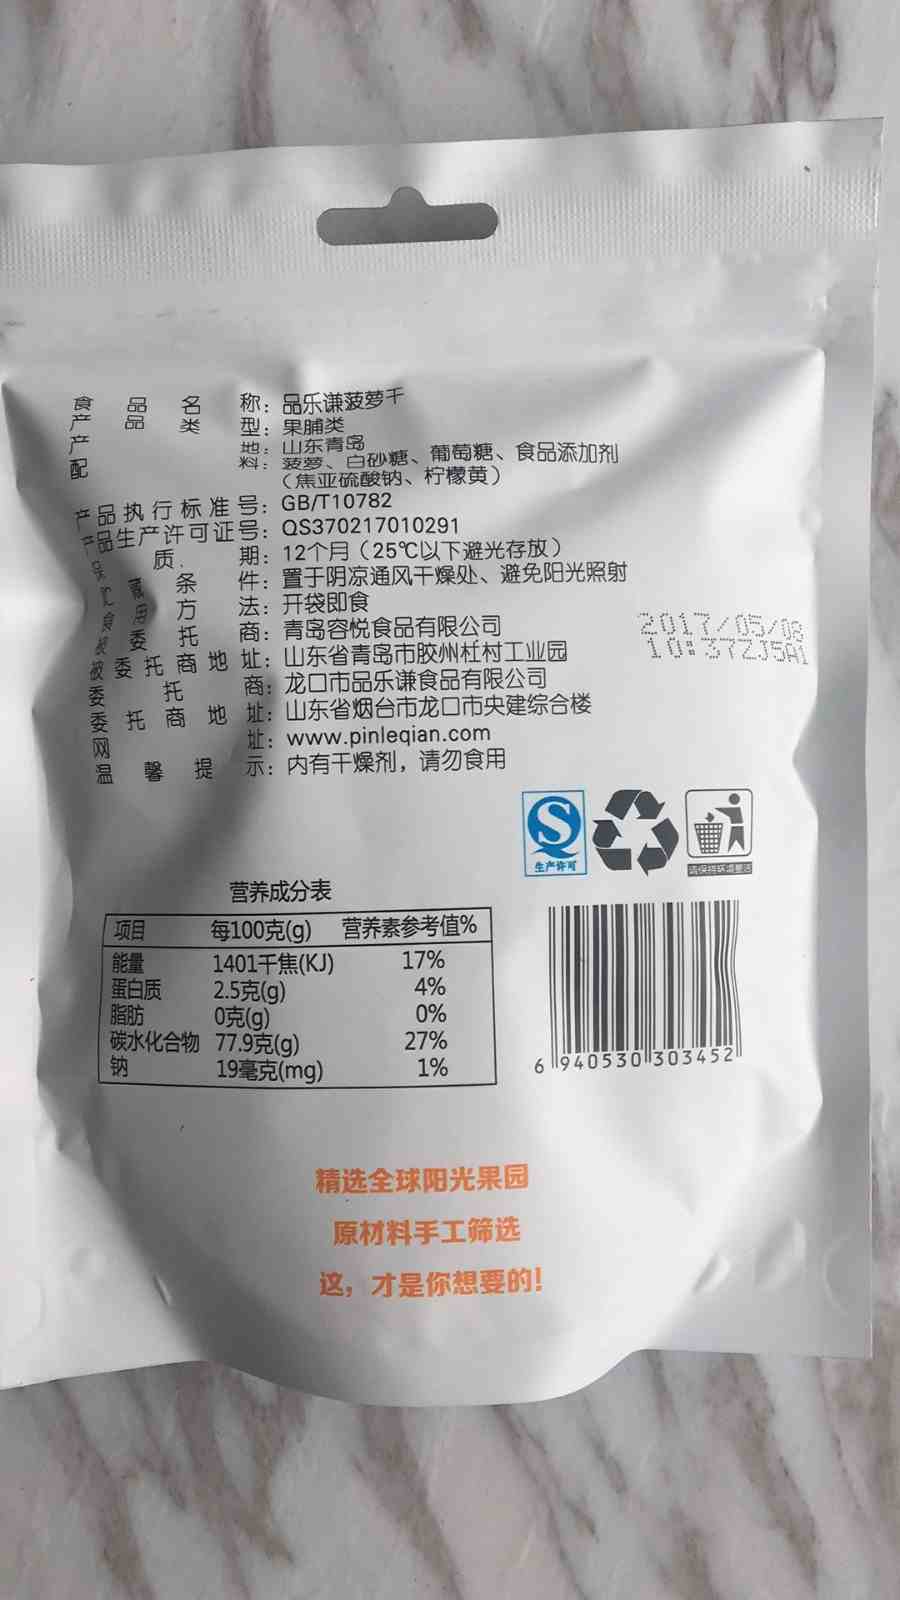 食品名称：品乐谦菠萝干
产品类型：果脯类
产地：山东青岛
配料：菠萝、白砂糖、葡萄糖、食品添加剂
（焦亚硫酸钠、柠檬黄）
产品执行标准号：GB/T10782
产品生产许可证号：QS370217010291
保质期：12个月（25℃以下避光存放）
贮藏条件：置于阴凉通风干燥处、避免阳光照射
食用方法：开袋即食
被委托商：青岛容悦食品有限公司
被委托商地址：山东省青岛市胶州杜村工业园
委托商：龙口市品乐谦食品有限公司
委托商地址：山东省烟台市龙口市央建综合楼
网址：www.pinleqian.com
温馨提示：内有干燥剂，请勿食用
2017/05/08
10:37ZJ5A1
生产许可
请保持环境整洁
营养成分表
项目 每100克(g) 营养素参考值%
能量 1401千焦(KJ) 17%
蛋白质 2.5克(g) 4%
脂肪 0克(g) 0%
碳水化合物 77.9克(g) 27%
钠 19毫克(mg) 1%
6 940530 303452
精选全球阳光果园
原材料手工筛选
这，才是你想要的！